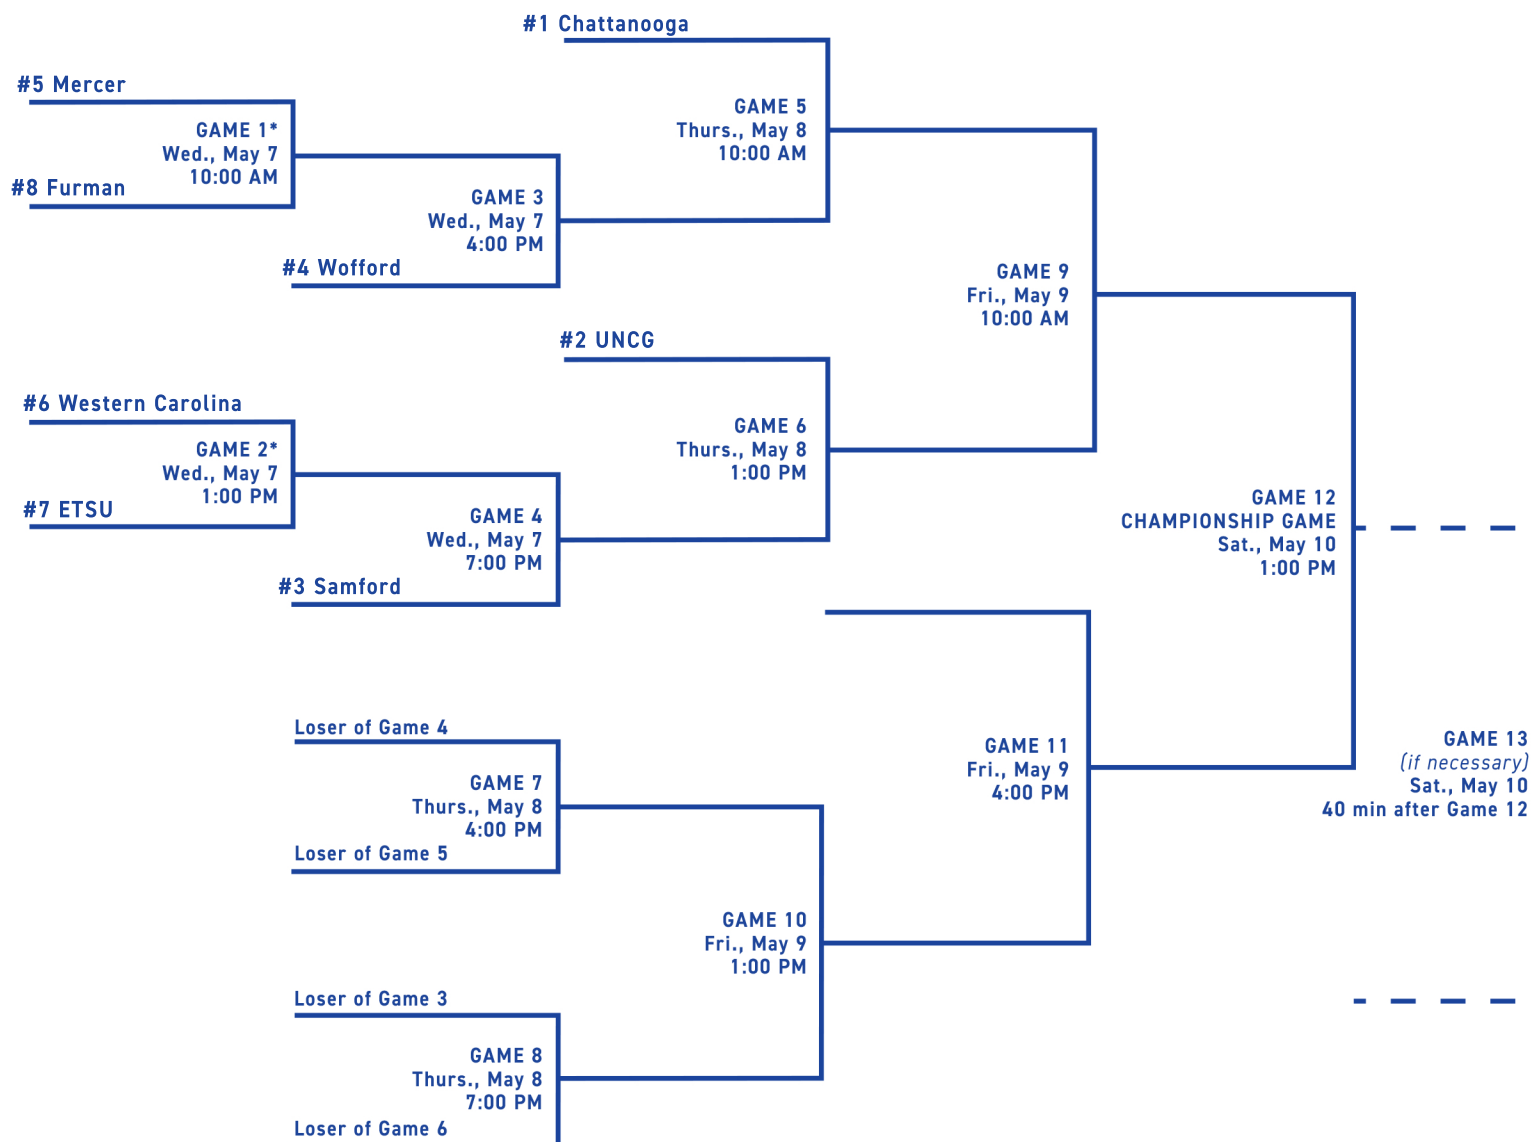 #1 Chattanooga
#5 Mercer
GAME 1*
Wed., May 7
10:00 AM
#8 Furman
GAME 3
Wed., May 7
4:00 PM
#4 Wofford
GAME 5
Thurs., May 8
10:00 AM
GAME 9
Fri., May 9
10:00 AM
#2 UNCG
#6 Western Carolina
GAME 2*
Wed., May 7
1:00 PM
#7 ETSU
GAME 4
Wed., May 7
7:00 PM
#3 Samford
GAME 6
Thurs., May 8
1:00 PM
GAME 12
CHAMPIONSHIP GAME
Sat., May 10
1:00 PM
Loser of Game 4
GAME 7
Thurs., May 8
4:00 PM
Loser of Game 5
GAME 11
Fri., May 9
4:00 PM
GAME 13
(if necessary)
Sat., May 10
40 min after Game 12
GAME 10
Fri., May 9
1:00 PM
Loser of Game 3
GAME 8
Thurs., May 8
7:00 PM
Loser of Game 6